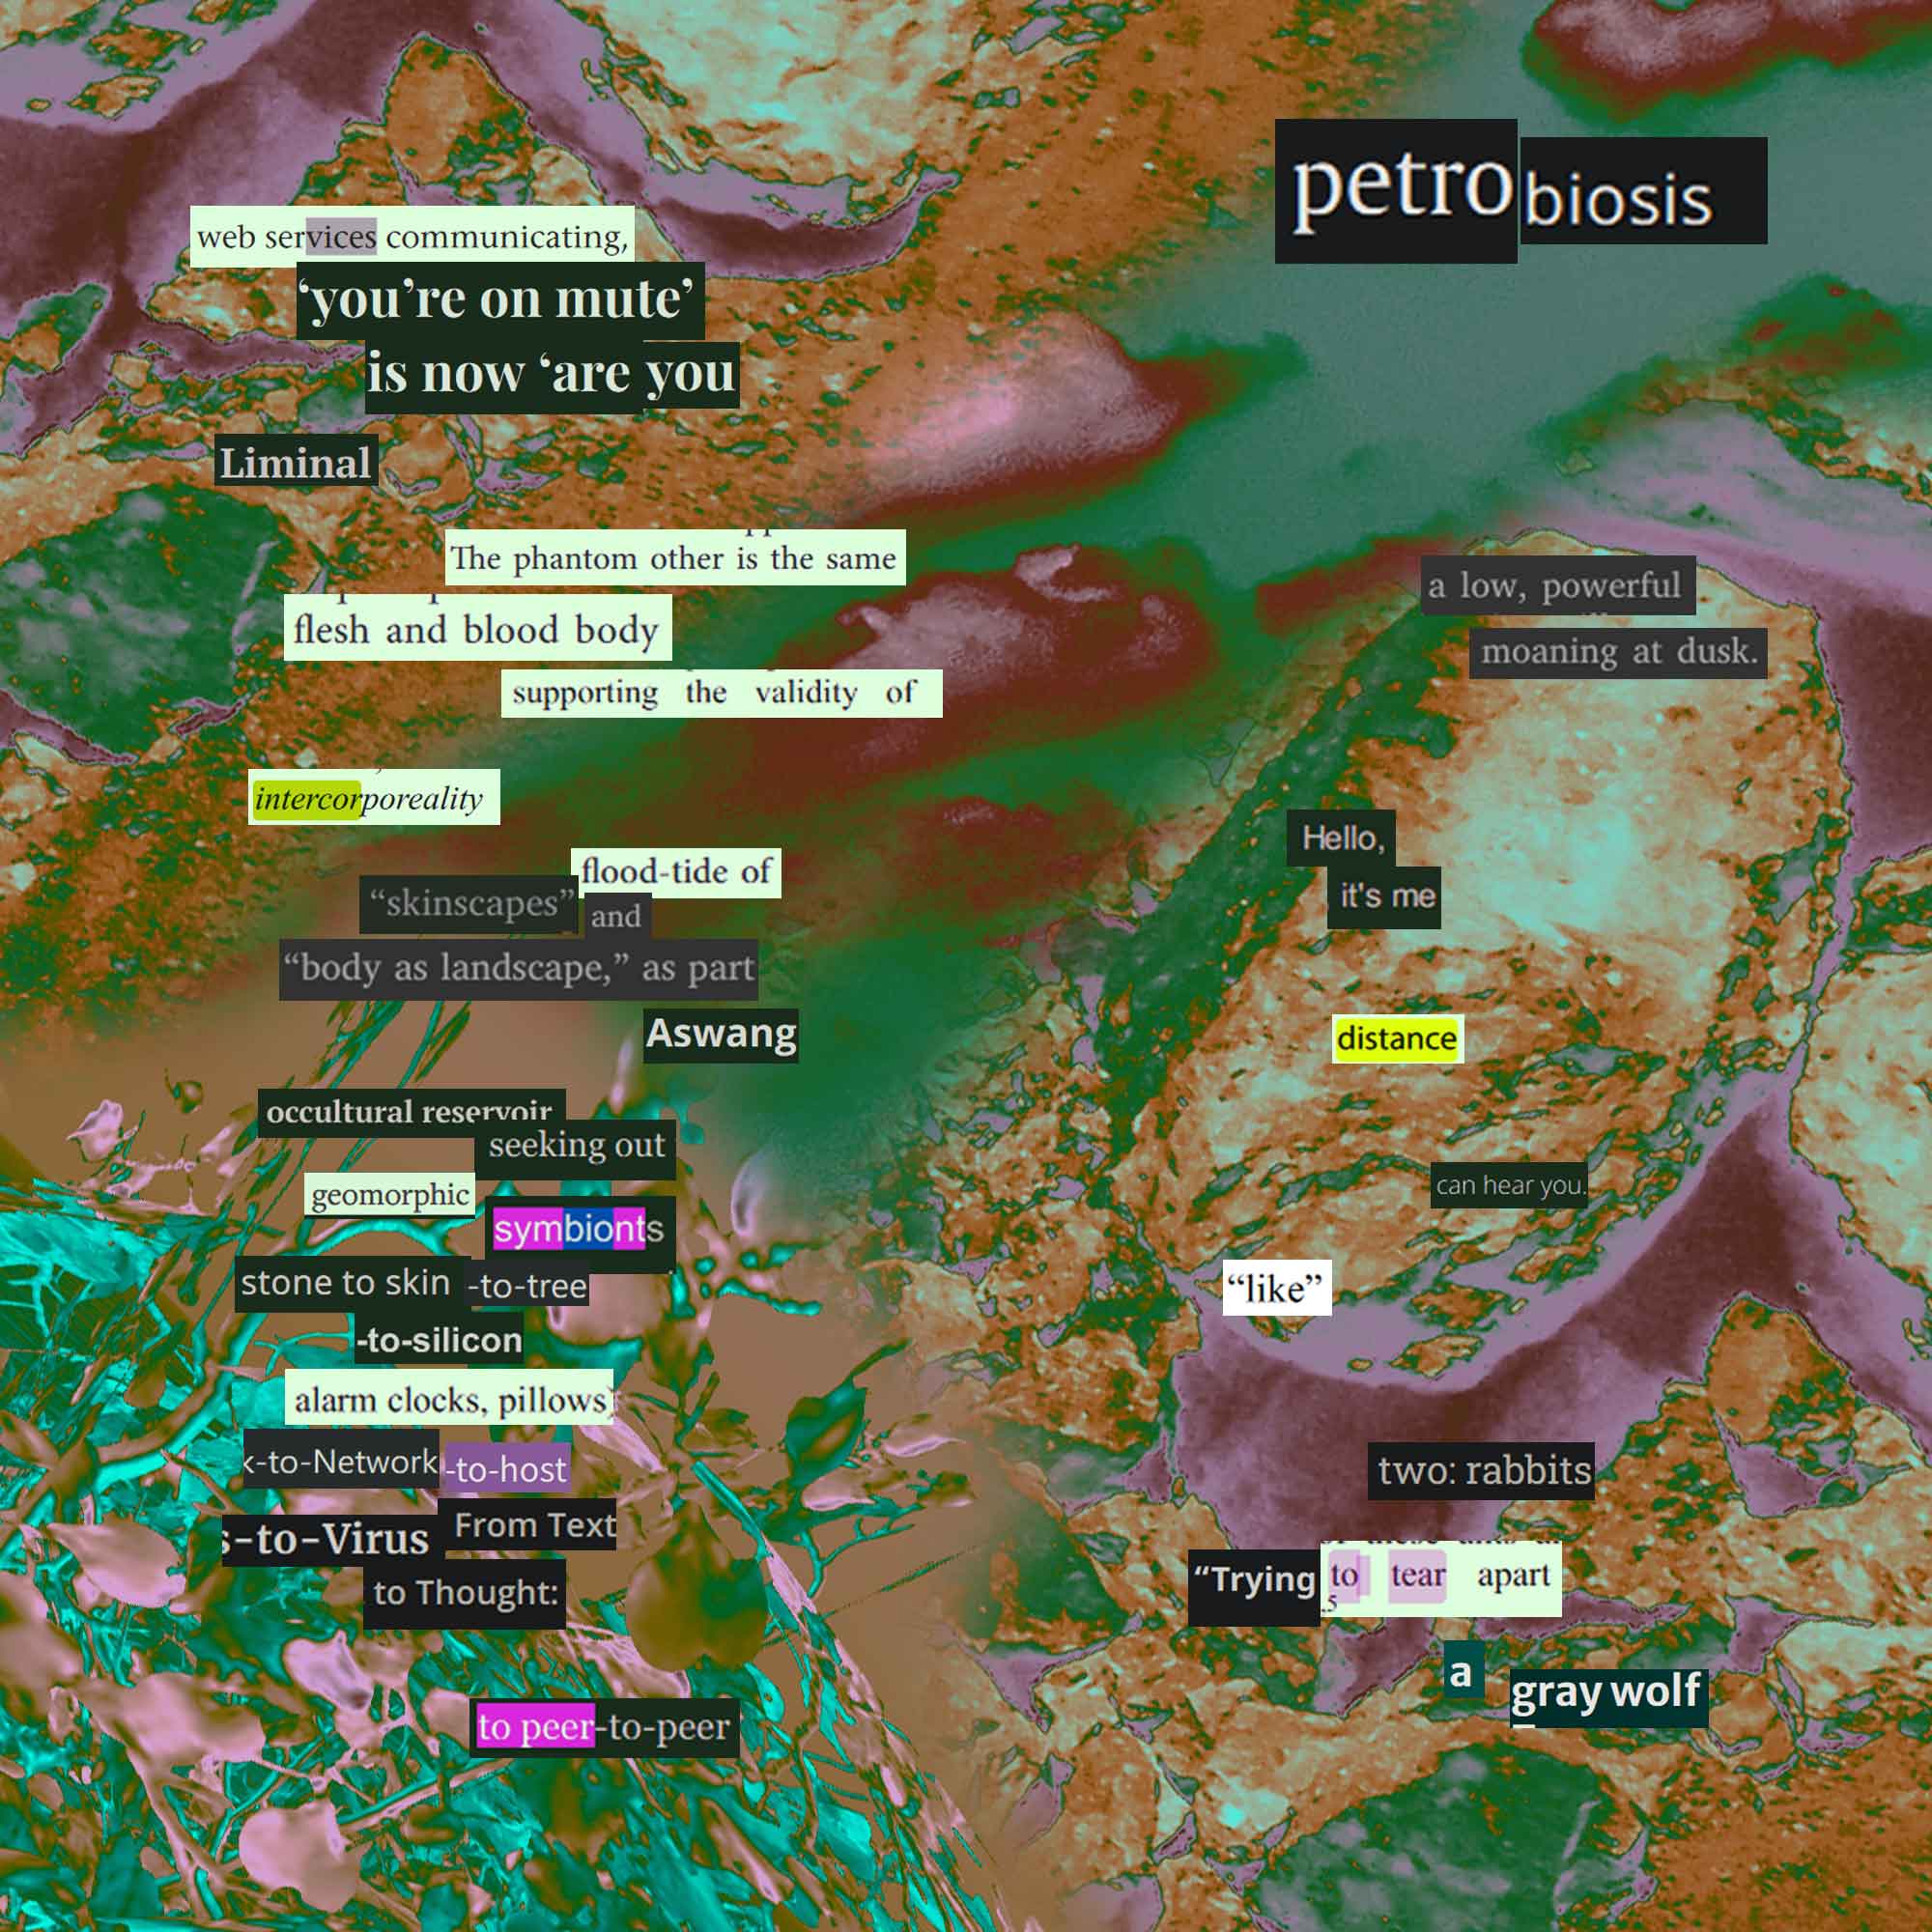 petrobiosis
web services communicating,
‘you’re on mute’
is now ‘are you
Liminal
The phantom other is the same
flesh and blood body
supporting the validity of
intercorporeality
flood-tide of
“skinscapes” and
“body as landscape,” as part
Aswang
occultural reservoir
seeking out
geomorphic
symbionts
stone to skin -to-tree
-to-silicon
alarm clocks, pillows)
-to-Network -to-host
s-to-Virus From Text
to Thought:
to peer-to-peer
a low, powerful
moaning at dusk.
Hello,
it's me
distance
can hear you.
“like”
two: rabbits
“Trying to tear apart
a gray wolf